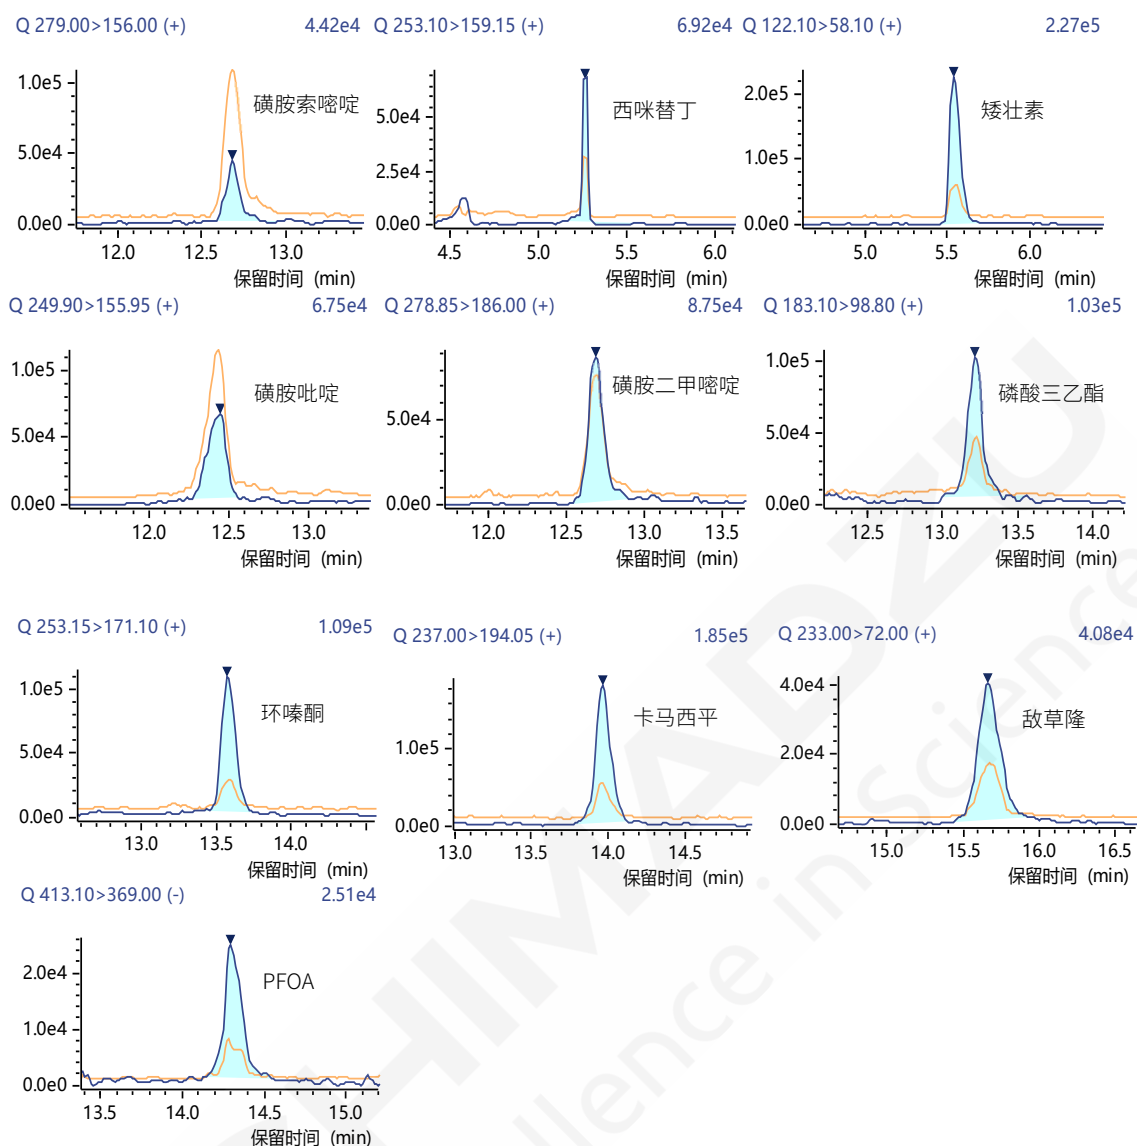 Q 279.00>156.00 (+) 4.42e4
1.0e5
5.0e4
0.0e0
磺胺索嘧啶
12.0 12.5 13.0
保留时间 (min)
Q 253.10>159.15 (+) 6.92e4
5.0e4
2.5e4
0.0e0
西咪替丁
4.5 5.0 5.5 6.0
保留时间 (min)
Q 122.10>58.10 (+) 2.27e5
2.0e5
1.0e5
0.0e0
矮壮素
5.0 5.5 6.0
保留时间 (min)
Q 249.90>155.95 (+) 6.75e4
1.0e5
5.0e4
0.0e0
磺胺吡啶
12.0 12.5 13.0
保留时间 (min)
Q 278.85>186.00 (+) 8.75e4
5.0e4
0.0e0
磺胺二甲嘧啶
12.0 12.5 13.0 13.5
保留时间 (min)
Q 183.10>98.80 (+) 1.03e5
1.0e5
5.0e4
0.0e0
磷酸三乙酯
12.5 13.0 13.5 14.0
保留时间 (min)
Q 253.15>171.10 (+) 1.09e5
1.0e5
5.0e4
0.0e0
环嗪酮
13.0 13.5 14.0
保留时间 (min)
Q 237.00>194.05 (+) 1.85e5
1.0e5
0.0e0
卡马西平
13.0 13.5 14.0 14.5
保留时间 (min)
Q 233.00>72.00 (+) 4.08e4
4.0e4
2.0e4
0.0e0
敌草隆
15.0 15.5 16.0 16.5
保留时间 (min)
Q 413.10>369.00 (-) 2.51e4
2.0e4
1.0e4
0.0e0
PFOA
13.5 14.0 14.5 15.0
保留时间 (min)
SHIMADZU
Excellence in Science